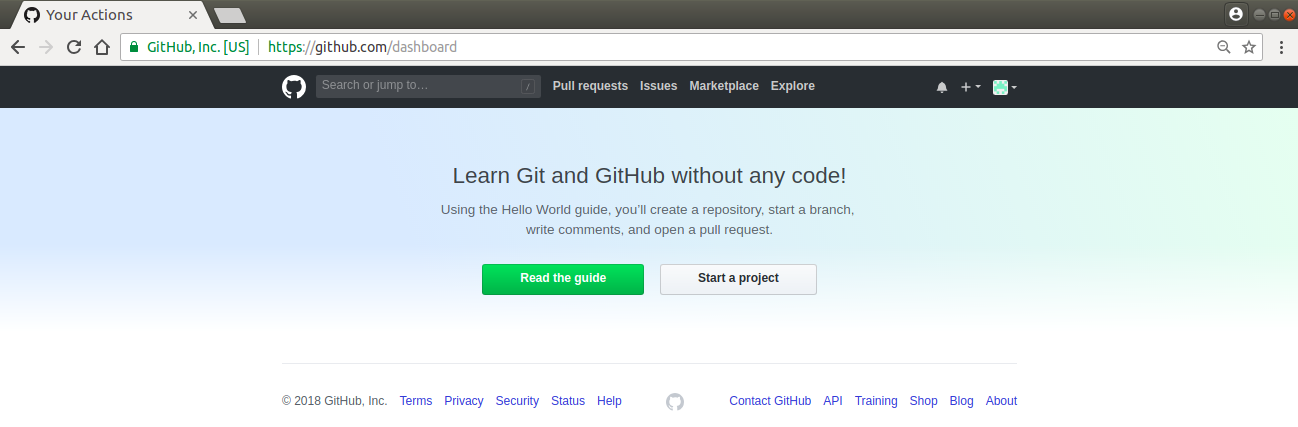 Your Actions
GitHub, Inc. [US] https://github.com/dashboard
Search or jump to… / Pull requests Issues Marketplace Explore
Learn Git and GitHub without any code!
Using the Hello World guide, you’ll create a repository, start a branch,
write comments, and open a pull request.
Read the guide Start a project
© 2018 GitHub, Inc. Terms Privacy Security Status Help Contact GitHub API Training Shop Blog About